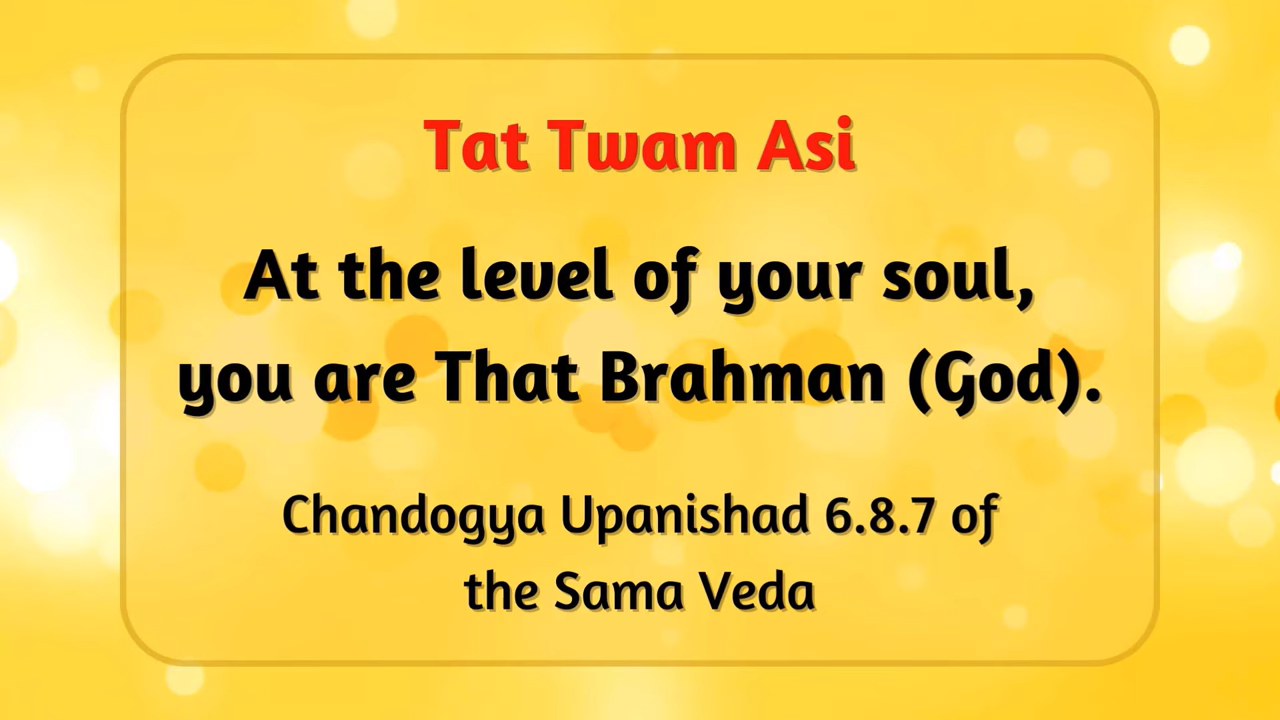 Tat Twam Asi
At the level of your soul,
you are That Brahman (God).
Chandogya Upanishad 6.8.7 of
the Sama Veda